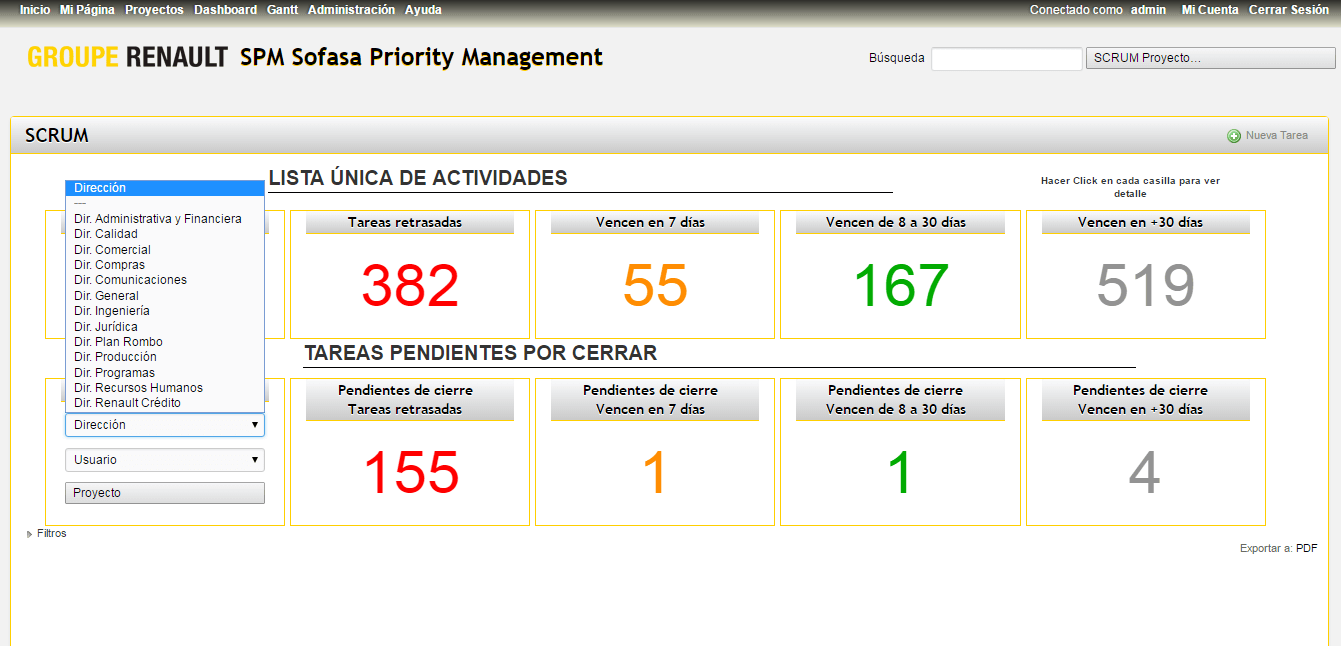 Inicio Mi Página Proyectos Dashboard Gantt Administración Ayuda
Conectado como admin Mi Cuenta Cerrar Sesión
GROUPE RENAULT SPM Sofasa Priority Management
Búsqueda
SCRUM Proyecto...
SCRUM
Nueva Tarea
LISTA ÚNICA DE ACTIVIDADES
Hacer Click en cada casilla para ver
detalle
Dirección
---
Dir. Administrativa y Financiera
Dir. Calidad
Dir. Comercial
Dir. Compras
Dir. Comunicaciones
Dir. General
Dir. Ingeniería
Dir. Jurídica
Dir. Plan Rombo
Dir. Producción
Dir. Programas
Dir. Recursos Humanos
Dir. Renault Crédito
Dirección
Usuario
Proyecto
Tareas retrasadas
382
Vencen en 7 días
55
Vencen de 8 a 30 días
167
Vencen en +30 días
519
TAREAS PENDIENTES POR CERRAR
Pendientes de cierre
Tareas retrasadas
155
Pendientes de cierre
Vencen en 7 días
1
Pendientes de cierre
Vencen de 8 a 30 días
1
Pendientes de cierre
Vencen en +30 días
4
Filtros
Exportar a: PDF